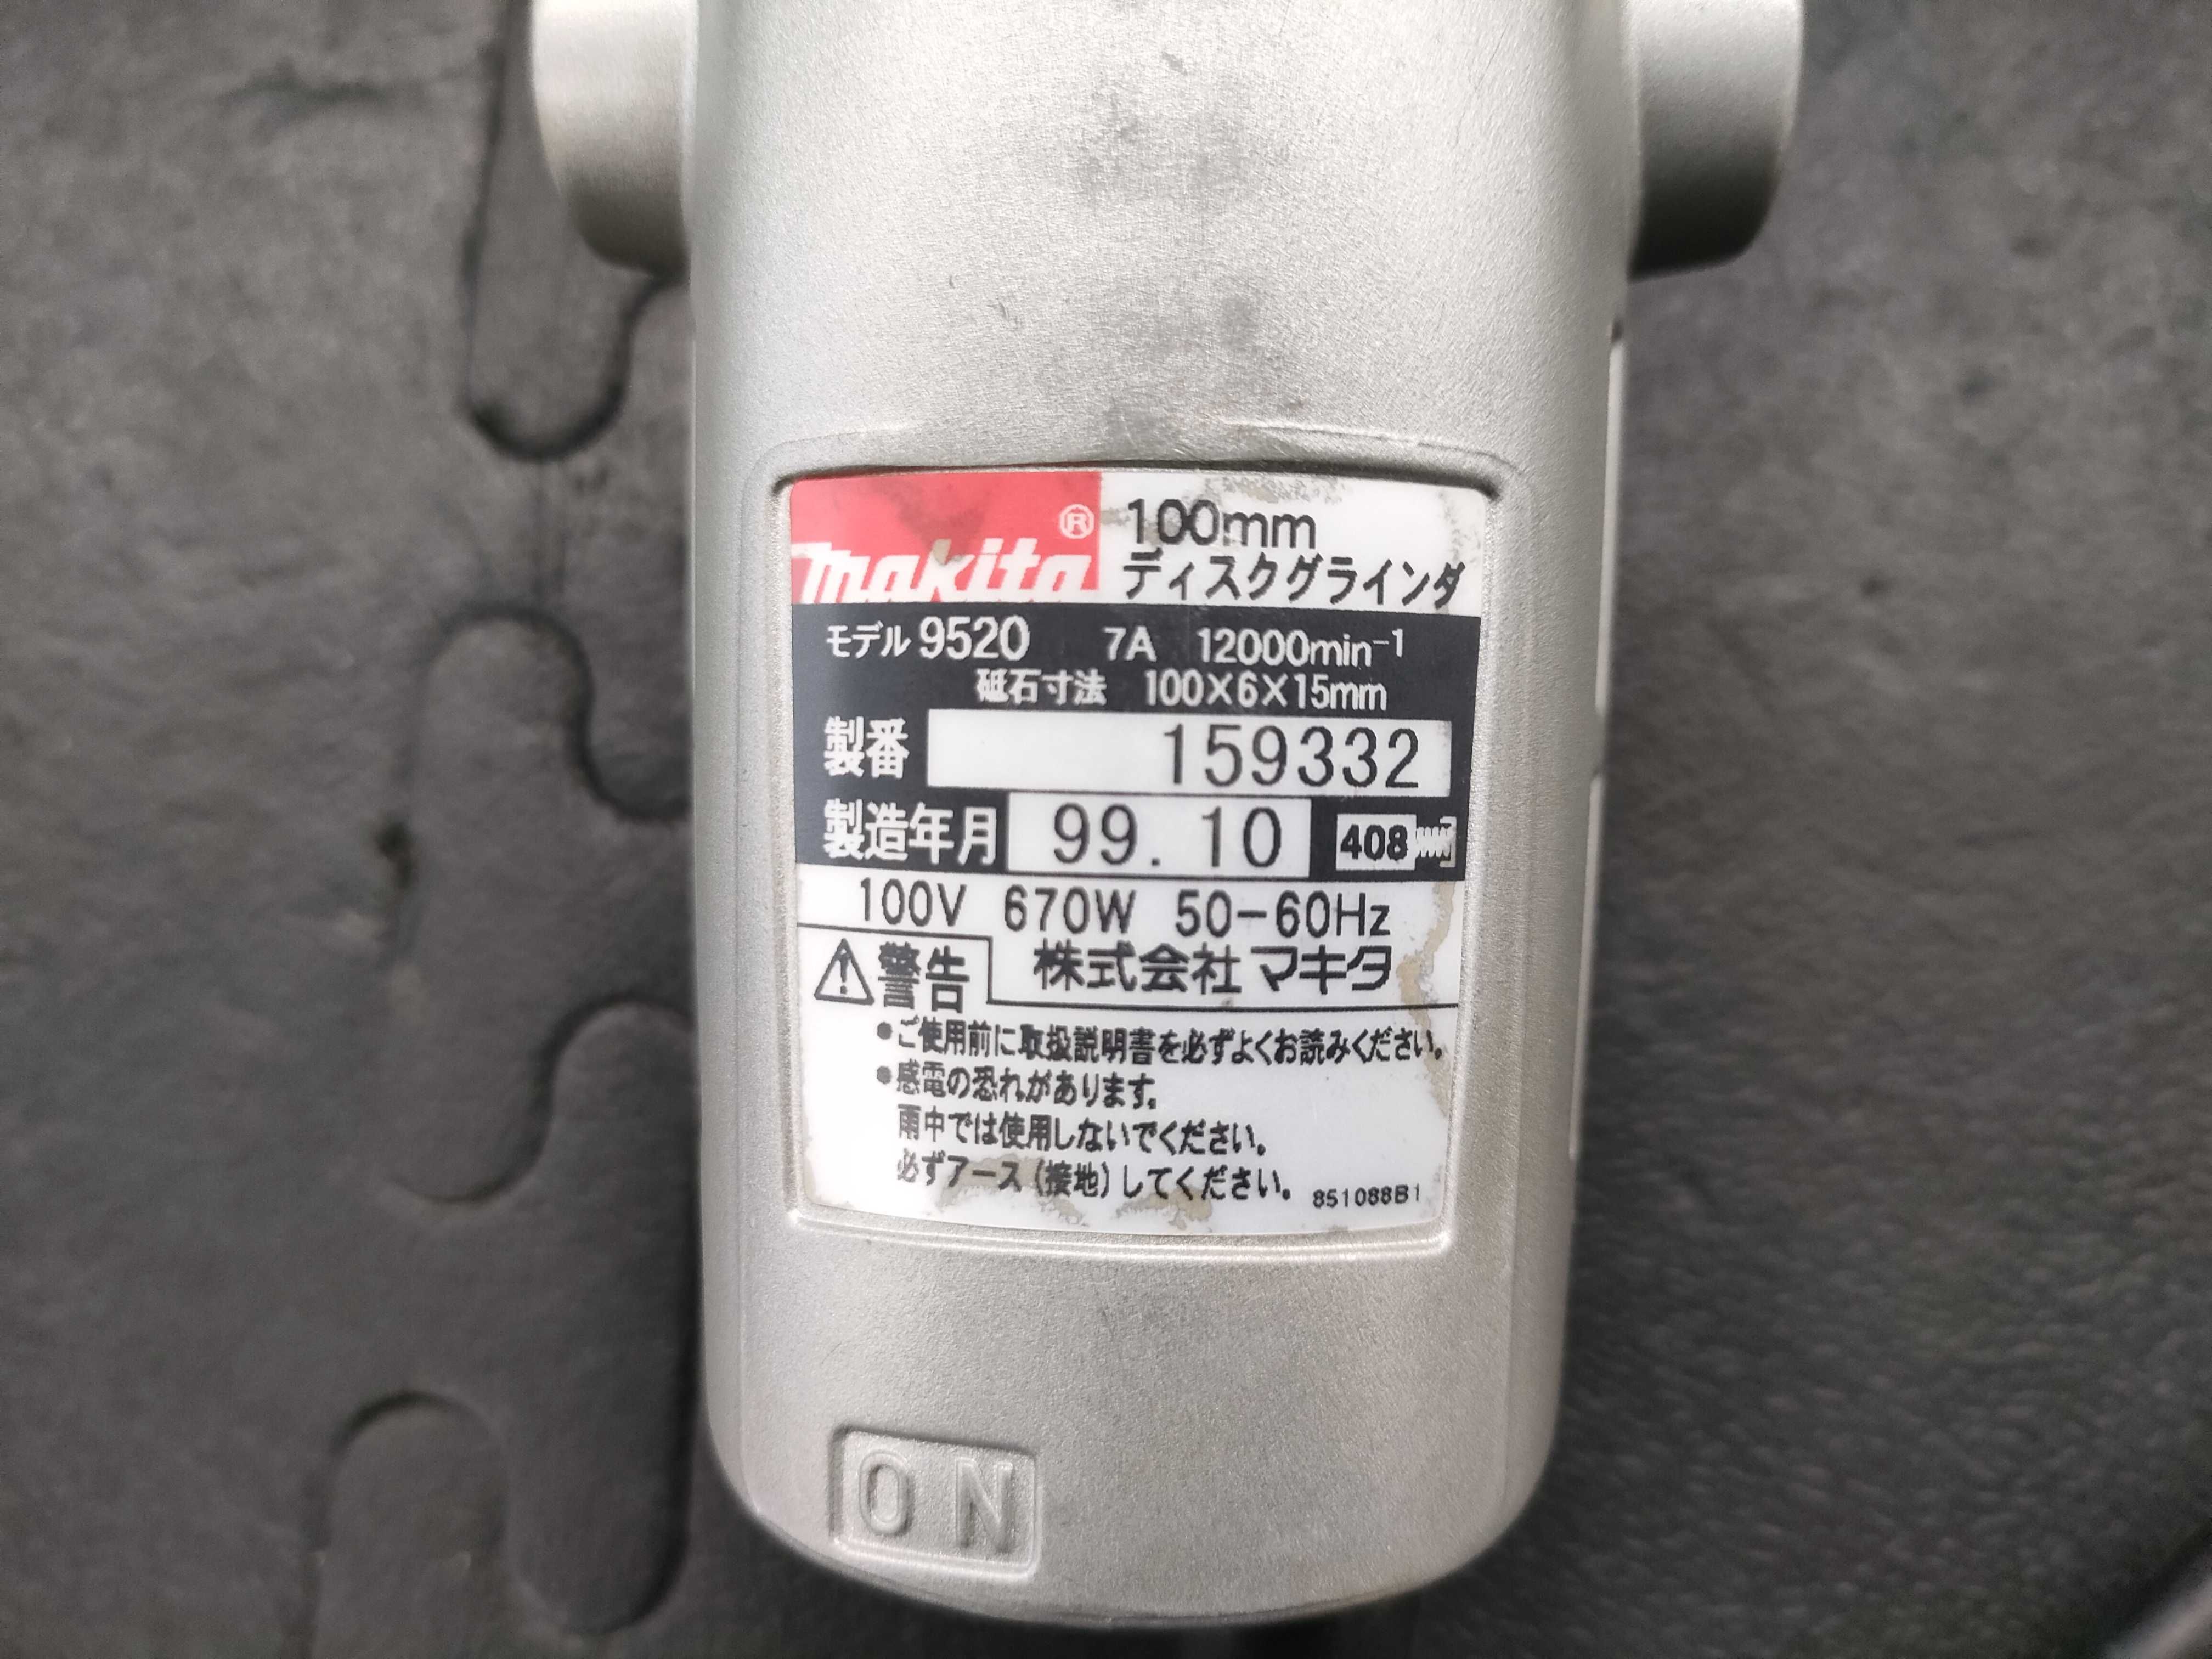 makita®
100mm
ディスクグラインダ
モデル 9520 7A 12000min⁻¹
砥石寸法 100×6×15mm
製番 159332
製造年月 99.10 408
100V 670W 50-60Hz
警告 株式会社マキタ
●ご使用前に取扱説明書を必ずよくお読みください。
●感電の恐れがあります。
雨中では使用しないでください。
必ずアース(接地)してください。 851088B1
ON